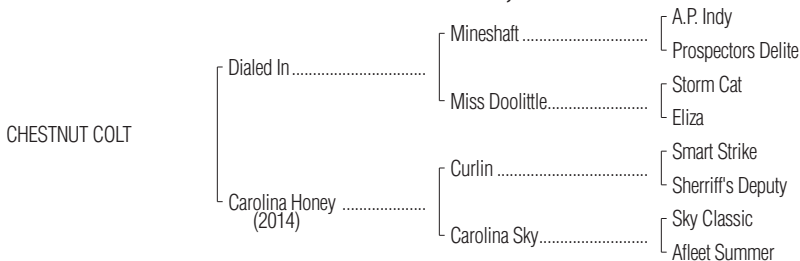 A.P. Indy
Mineshaft ..............................
Prospectors Delite
Dialed In................................
Storm Cat
Miss Doolittle........................
Eliza
CHESTNUT COLT
Smart Strike
Curlin ....................................
Sherriff's Deputy
Carolina Honey ....................
(2014)
Sky Classic
Carolina Sky..........................
Afleet Summer